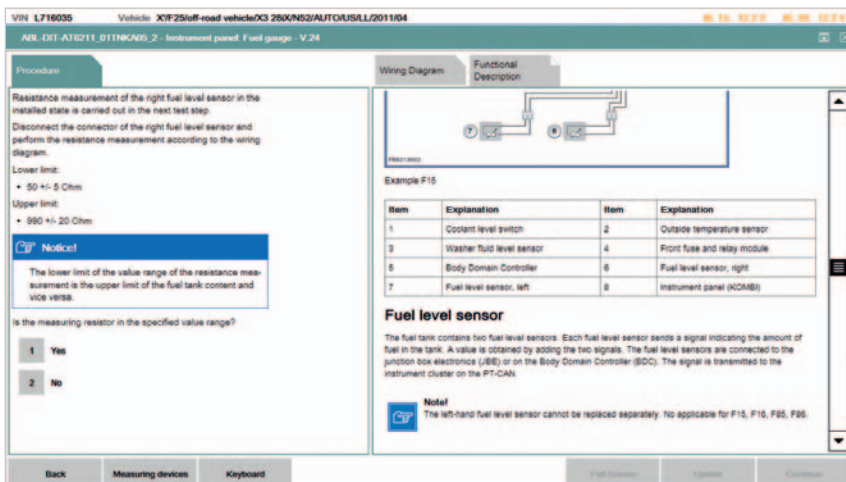 VIN L716035 Vehicle X'/F25/off-road vehicle/X3 28iX/N52/AUTO/US/LL/2011/04
ABL-DIT-AT6211_01TNKA05_2 - Instrument panel: Fuel gauge - V.24
Procedure
Resistance measurement of the right fuel level sensor in the
installed state is carried out in the next test step.
Disconnect the connector of the right fuel level sensor and
perform the resistance measurement according to the wiring
diagram.
Lower limit:
• 50 +/- 5 Ohm
Upper limit:
• 990 +/- 20 Ohm
Notice!
The lower limit of the value range of the resistance mea-
surement is the upper limit of the fuel tank content and
vice versa.
Is the measuring resistor in the specified value range?
1 Yes
2 No
Wiring Diagram
Functional
Description
7 6
Example F15
Item Explanation Item Explanation
1 Coolant level switch 2 Outside temperature sensor
3 Washer fluid level sensor 4 Front fuse and relay module
5 Body Domain Controller 6 Fuel level sensor, right
7 Fuel level sensor, left 8 Instrument panel (KOMBI)
Fuel level sensor
The fuel tank contains two fuel level sensors. Each fuel level sensor sends a signal indicating the amount of
fuel in the tank. A value is obtained by adding the two signals. The fuel level sensors are connected to the
junction box electronics (JBE) or on the Body Domain Controller (BDC). The signal is transmitted to the
instrument cluster on the PT-CAN.
Note!
The left-hand fuel level sensor cannot be replaced separately. No applicable for F15, F16, F85, F86.
Back Measuring devices Keyboard Full Screen Update Continue